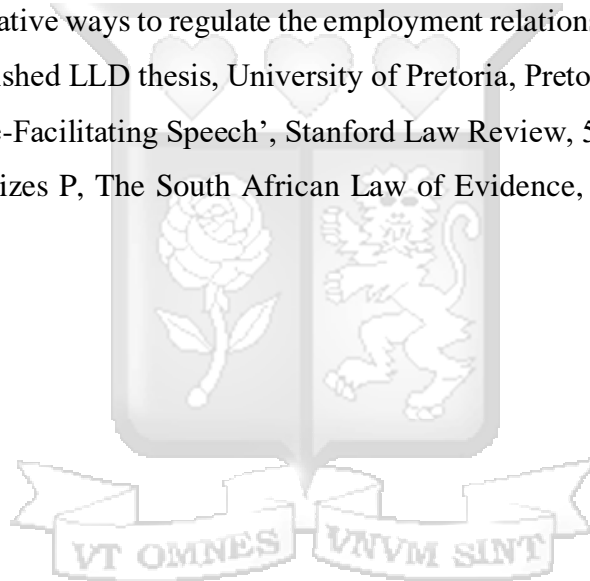 ative ways to regulate the employment relations
ished LLD thesis, University of Pretoria, Preto
-Facilitating Speech’, Stanford Law Review, 5
izes P, The South African Law of Evidence,
VT OMNES VNVM SINT